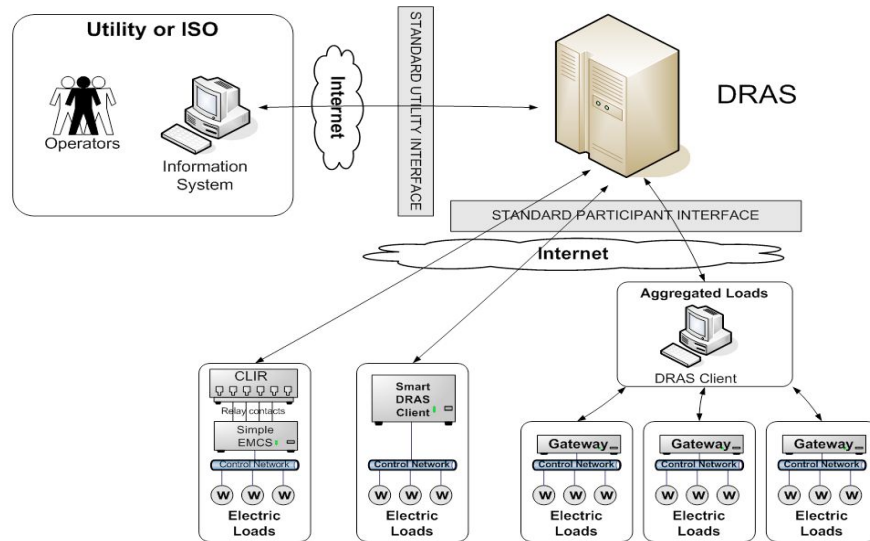 Utility or ISO
Operators
Information
System
Internet
STANDARD UTILITY INTERFACE
DRAS
STANDARD PARTICIPANT INTERFACE
Internet
Aggregated Loads
DRAS Client
CLIR
Relay contacts
Simple
EMCS
Control Network
W W W
Electric
Loads
Smart
DRAS
Client
Control Network
W W W
Electric
Loads
Gateway
Control Network
W W W
Electric
Loads
Gateway
Control Network
W W W
Electric
Loads
Gateway
Control Network
W W W
Electric
Loads